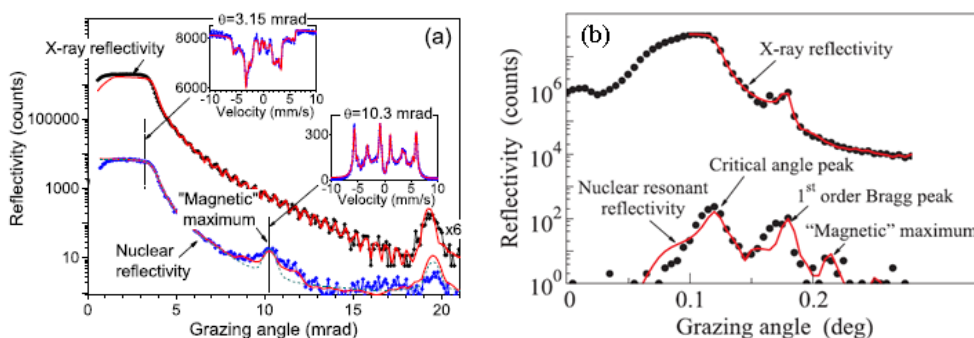 (a)
θ=3.15 mrad
8000
6000
-10 -5 0 5 10
Velocity (mm/s)
X-ray reflectivity
θ=10.3 mrad
300
0
-10 -5 0 5 10
Velocity (mm/s)
"Magnetic"
maximum
Nuclear
reflectivity
x6
Reflectivity (counts)
100000
1000
10
0 5 10 15 20
Grazing angle (mrad)
(b)
X-ray reflectivity
Critical angle peak
Nuclear resonant
reflectivity
1st order Bragg peak
“Magnetic” maximum
Reflectivity (counts)
10^6
10^4
10^2
10^0
0 0.1 0.2
Grazing angle (deg)